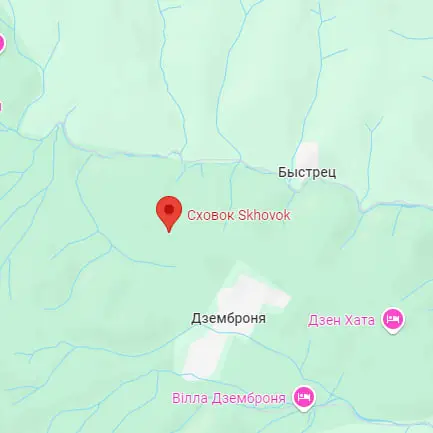 Быстрец
Сховок Skhovok
Дземброня
Дзен Хата
Вілла Дземброня